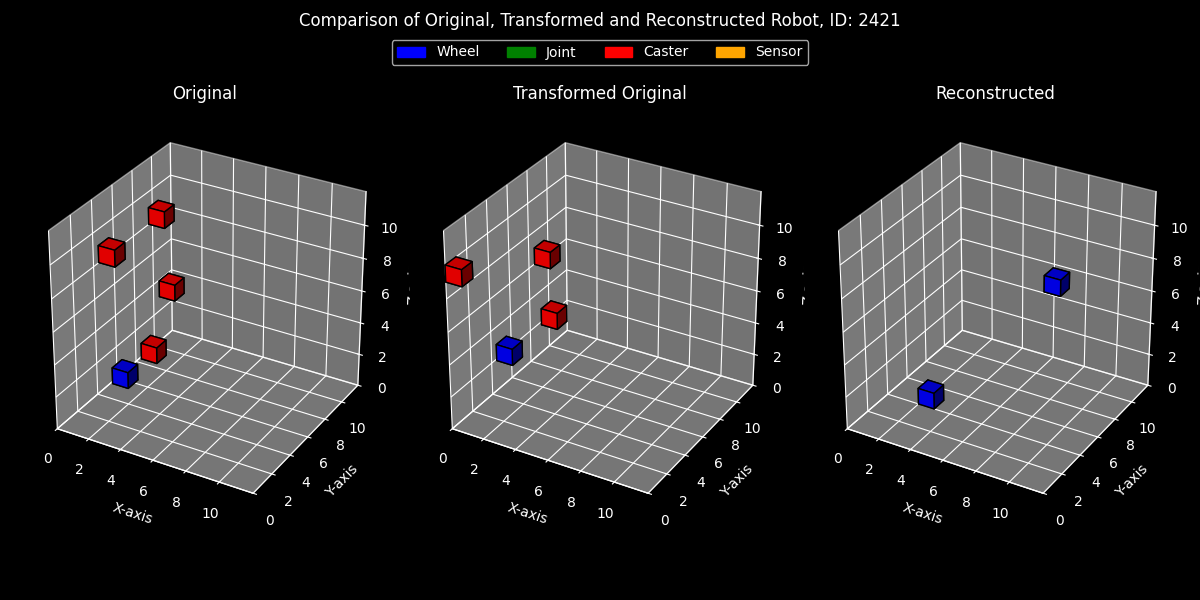 Comparison of Original, Transformed and Reconstructed Robot, ID: 2421
Wheel Joint Caster Sensor
Original
Transformed Original
Reconstructed
0 2 4 6 8 10
X-axis
0 2 4 6 8 10
Y-axis
0 2 4 6 8 10
0 2 4 6 8 10
X-axis
0 2 4 6 8 10
Y-axis
0 2 4 6 8 10
0 2 4 6 8 10
X-axis
0 2 4 6 8 10
Y-axis
0 2 4 6 8 10